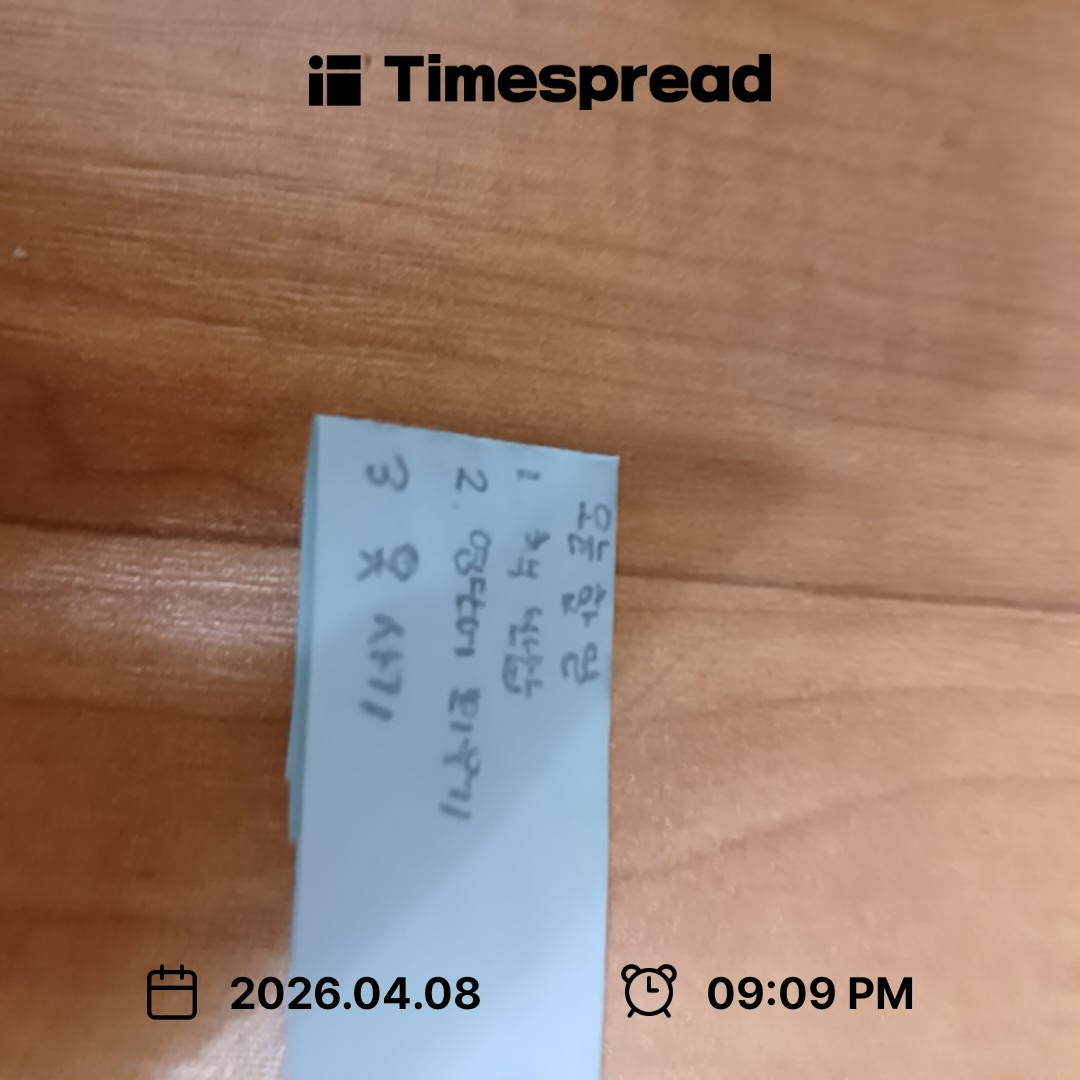 Timespread
오늘 할 일
1. 책 반납
2. 영단어 외우기
3 옷 사기
2026.04.08
09:09 PM